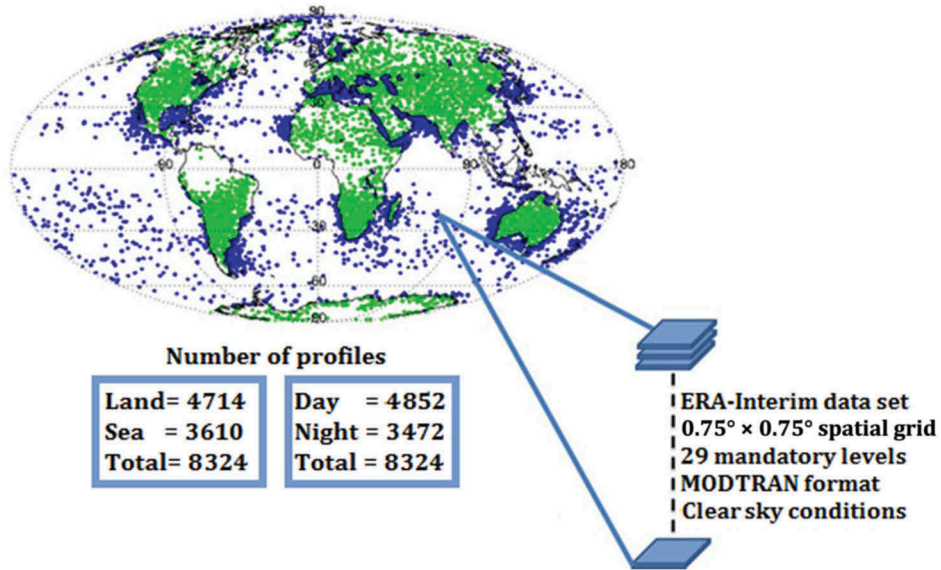 90
-90
0
90
180
-30
-60
-90
Number of profiles
Land= 4714
Sea = 3610
Total= 8324
Day = 4852
Night = 3472
Total = 8324
ERA-Interim data set
0.75° × 0.75° spatial grid
29 mandatory levels
MODTRAN format
Clear sky conditions